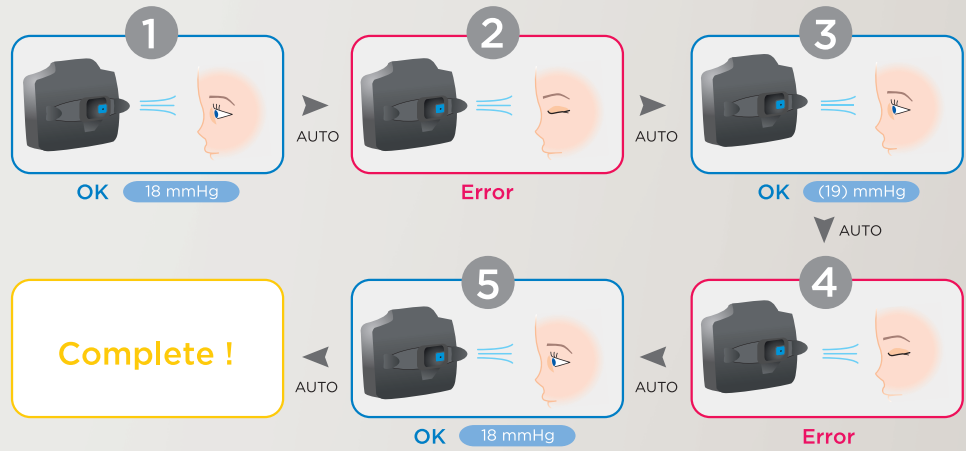 1
2
3
AUTO
AUTO
OK 18 mmHg
Error
OK (19) mmHg
AUTO
4
5
Complete !
AUTO
AUTO
OK 18 mmHg
Error